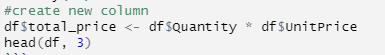 #create new column
df$total_price <- df$Quantity * df$UnitPrice
head(df, 3)
```